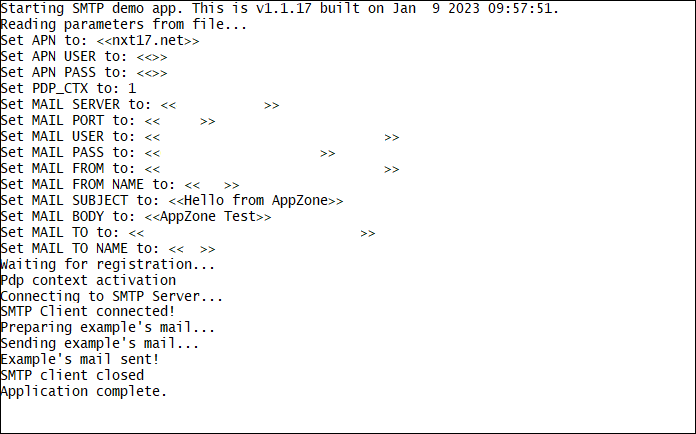 Starting SMTP demo app. This is v1.1.17 built on Jan  9 2023 09:57:51.
Reading parameters from file...
Set APN to: <<nxt17.net>>
Set APN USER to: <<>>
Set APN PASS to: <<>>
Set PDP_CTX to: 1
Set MAIL SERVER to: <<           >>
Set MAIL PORT to: <<     >>
Set MAIL USER to: <<                            >>
Set MAIL PASS to: <<                    >>
Set MAIL FROM to: <<                            >>
Set MAIL FROM NAME to: <<   >>
Set MAIL SUBJECT to: <<Hello from AppZone>>
Set MAIL BODY to: <<AppZone Test>>
Set MAIL TO to: <<                           >>
Set MAIL TO NAME to: <<  >>
Waiting for registration...
Pdp context activation
Connecting to SMTP Server...
SMTP Client connected!
Preparing example's mail...
Sending example's mail...
Example's mail sent!
SMTP client closed
Application complete.